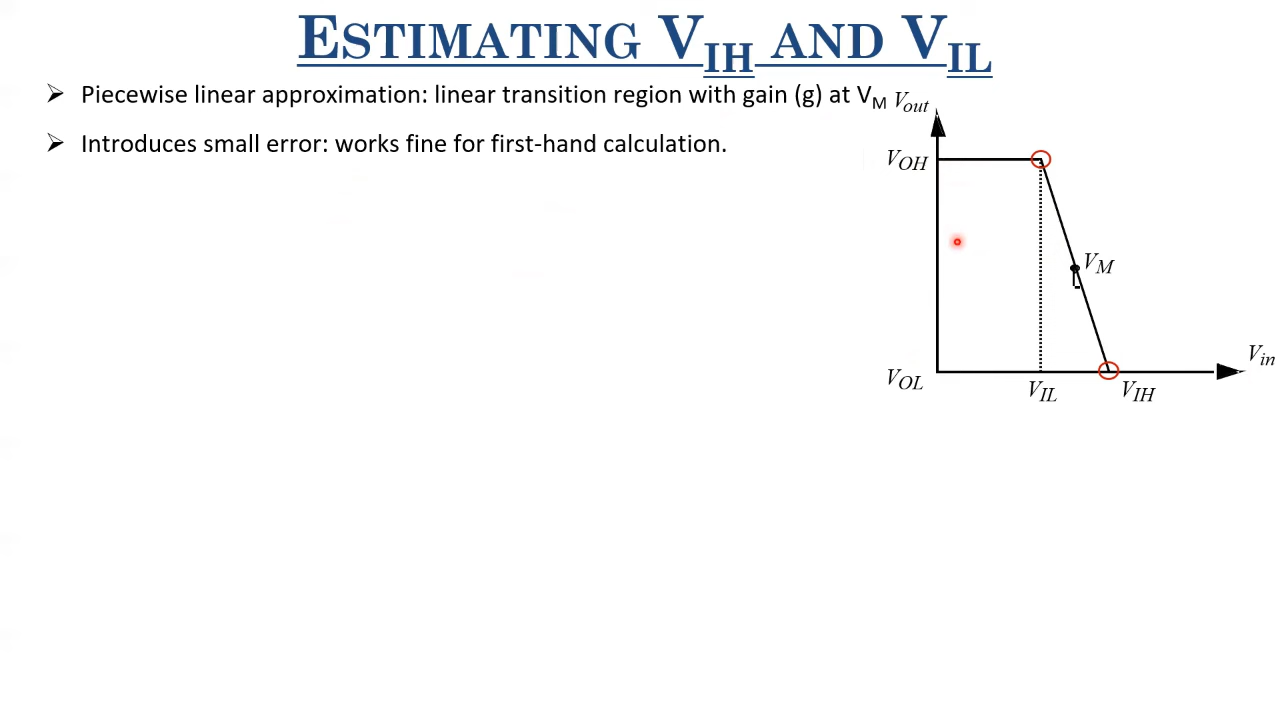 ESTIMATING VIH AND VIL
➢ Piecewise linear approximation: linear transition region with gain (g) at VM
➢ Introduces small error: works fine for first-hand calculation.
Vout
VOH
VM
Vin
VOL
VIL
VIH